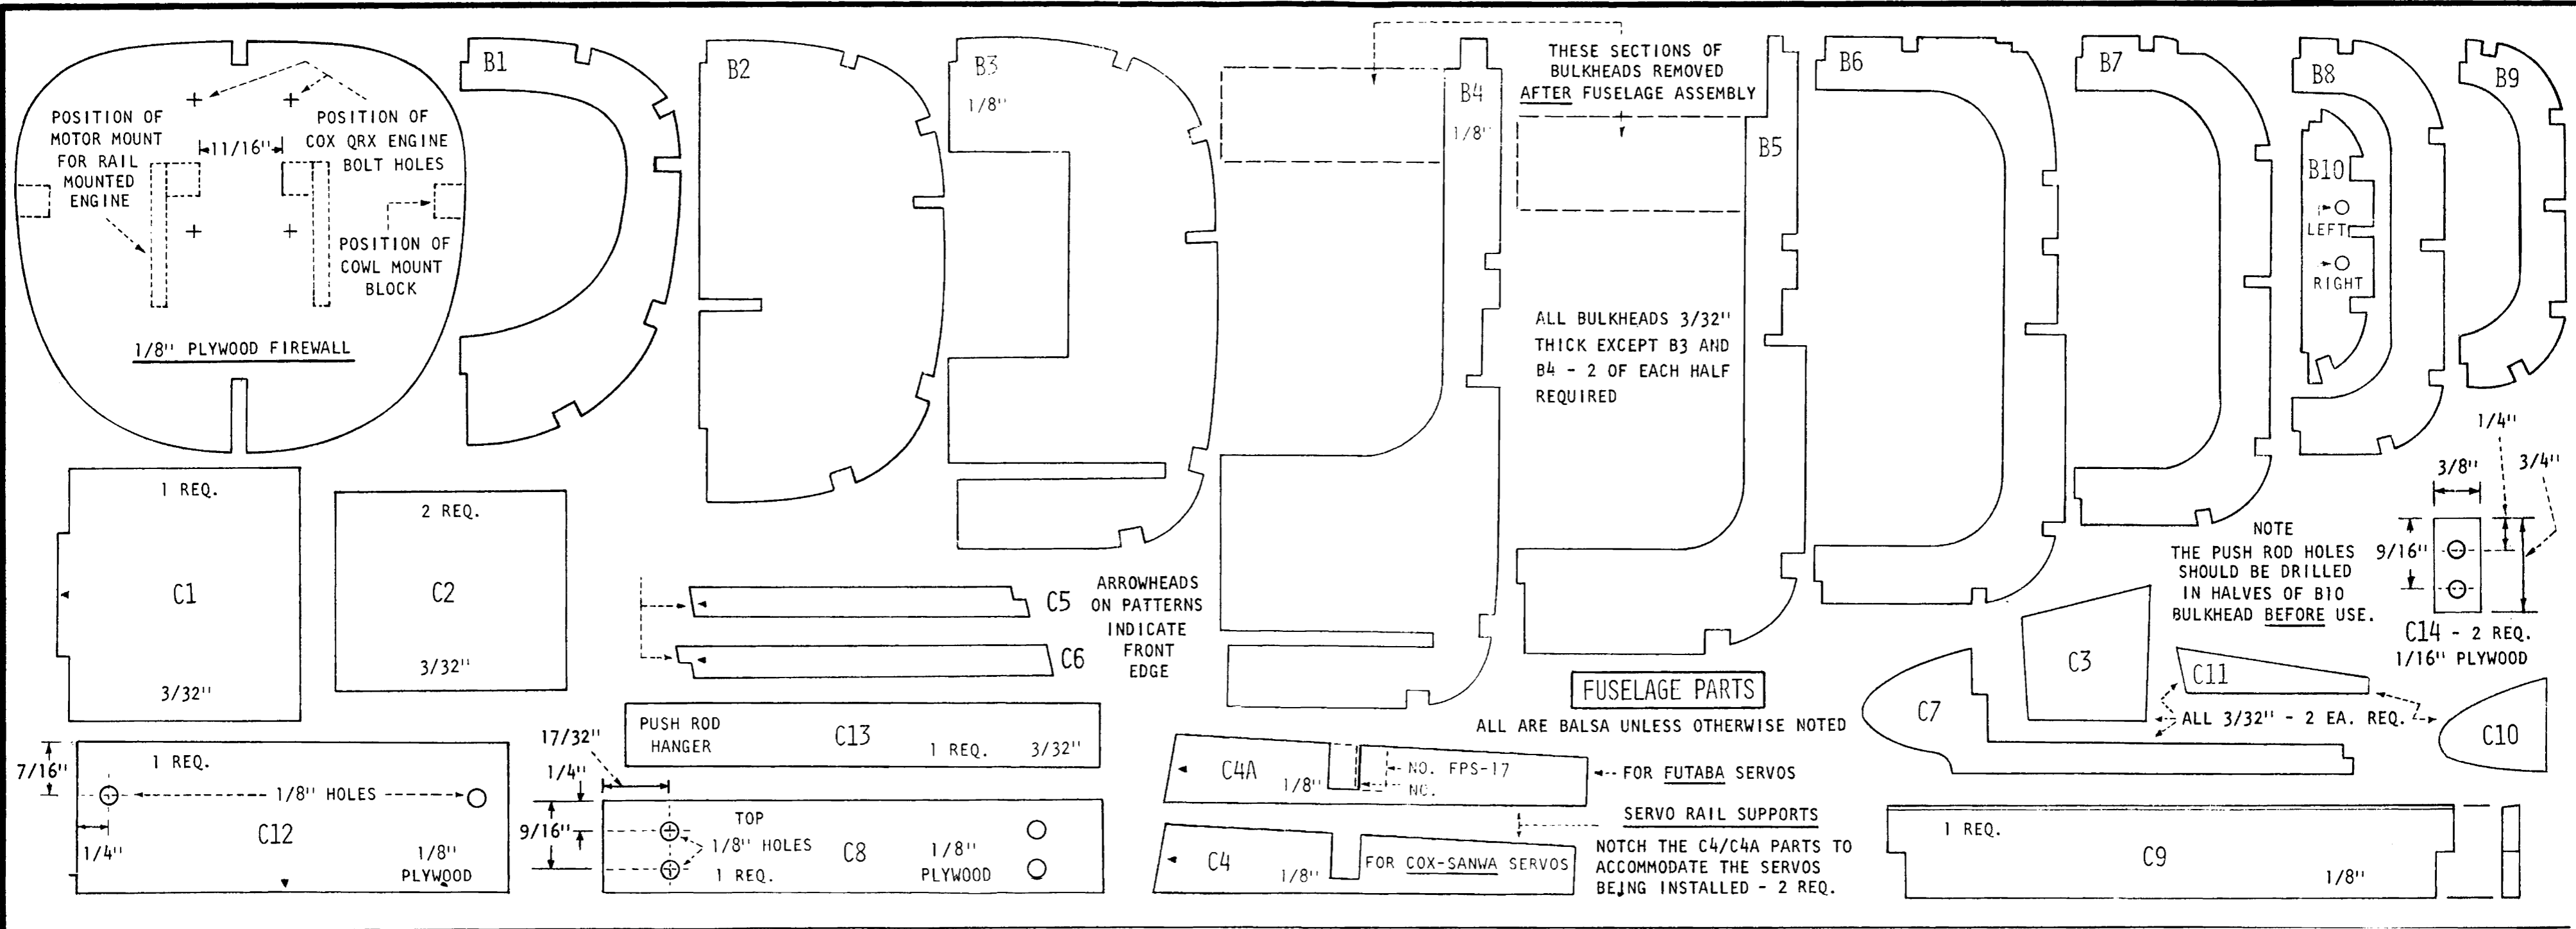 B1
B2
B3
1/8"
B4
1/8"
B5
B6
B7
B8
B9
B10
LEFT
RIGHT
POSITION OF
MOTOR MOUNT
FOR RAIL
MOUNTED
ENGINE
11/16"
POSITION OF
COX QRX ENGINE
BOLT HOLES
POSITION OF
COWL MOUNT
BLOCK
1/8" PLYWOOD FIREWALL
THESE SECTIONS OF
BULKHEADS REMOVED
AFTER FUSELAGE ASSEMBLY
ALL BULKHEADS 3/32"
THICK EXCEPT B3 AND
B4 - 2 OF EACH HALF
REQUIRED
1 REQ.
C1
3/32"
2 REQ.
C2
3/32"
C5
C6
ARROWHEADS
ON PATTERNS
INDICATE
FRONT
EDGE
NOTE
THE PUSH ROD HOLES
SHOULD BE DRILLED
IN HALVES OF B10
BULKHEAD BEFORE USE.
1/4"
3/8"
3/4"
9/16"
C14 - 2 REQ.
1/16" PLYWOOD
C3
C11
C7
ALL 3/32" - 2 EA. REQ.
C10
FUSELAGE PARTS
ALL ARE BALSA UNLESS OTHERWISE NOTED
PUSH ROD
HANGER
C13
1 REQ.
3/32"
7/16"
1 REQ.
1/8" HOLES
C12
1/4"
1/8"
PLYWOOD
17/32"
1/4"
9/16"
TOP
1/8" HOLES
1 REQ.
C8
1/8"
PLYWOOD
C4A
1/8"
NO. FPS-17
NO.
FOR FUTABA SERVOS
C4
1/8"
FOR COX-SANWA SERVOS
SERVO RAIL SUPPORTS
NOTCH THE C4/C4A PARTS TO
ACCOMMODATE THE SERVOS
BEING INSTALLED - 2 REQ.
1 REQ.
C9
1/8"